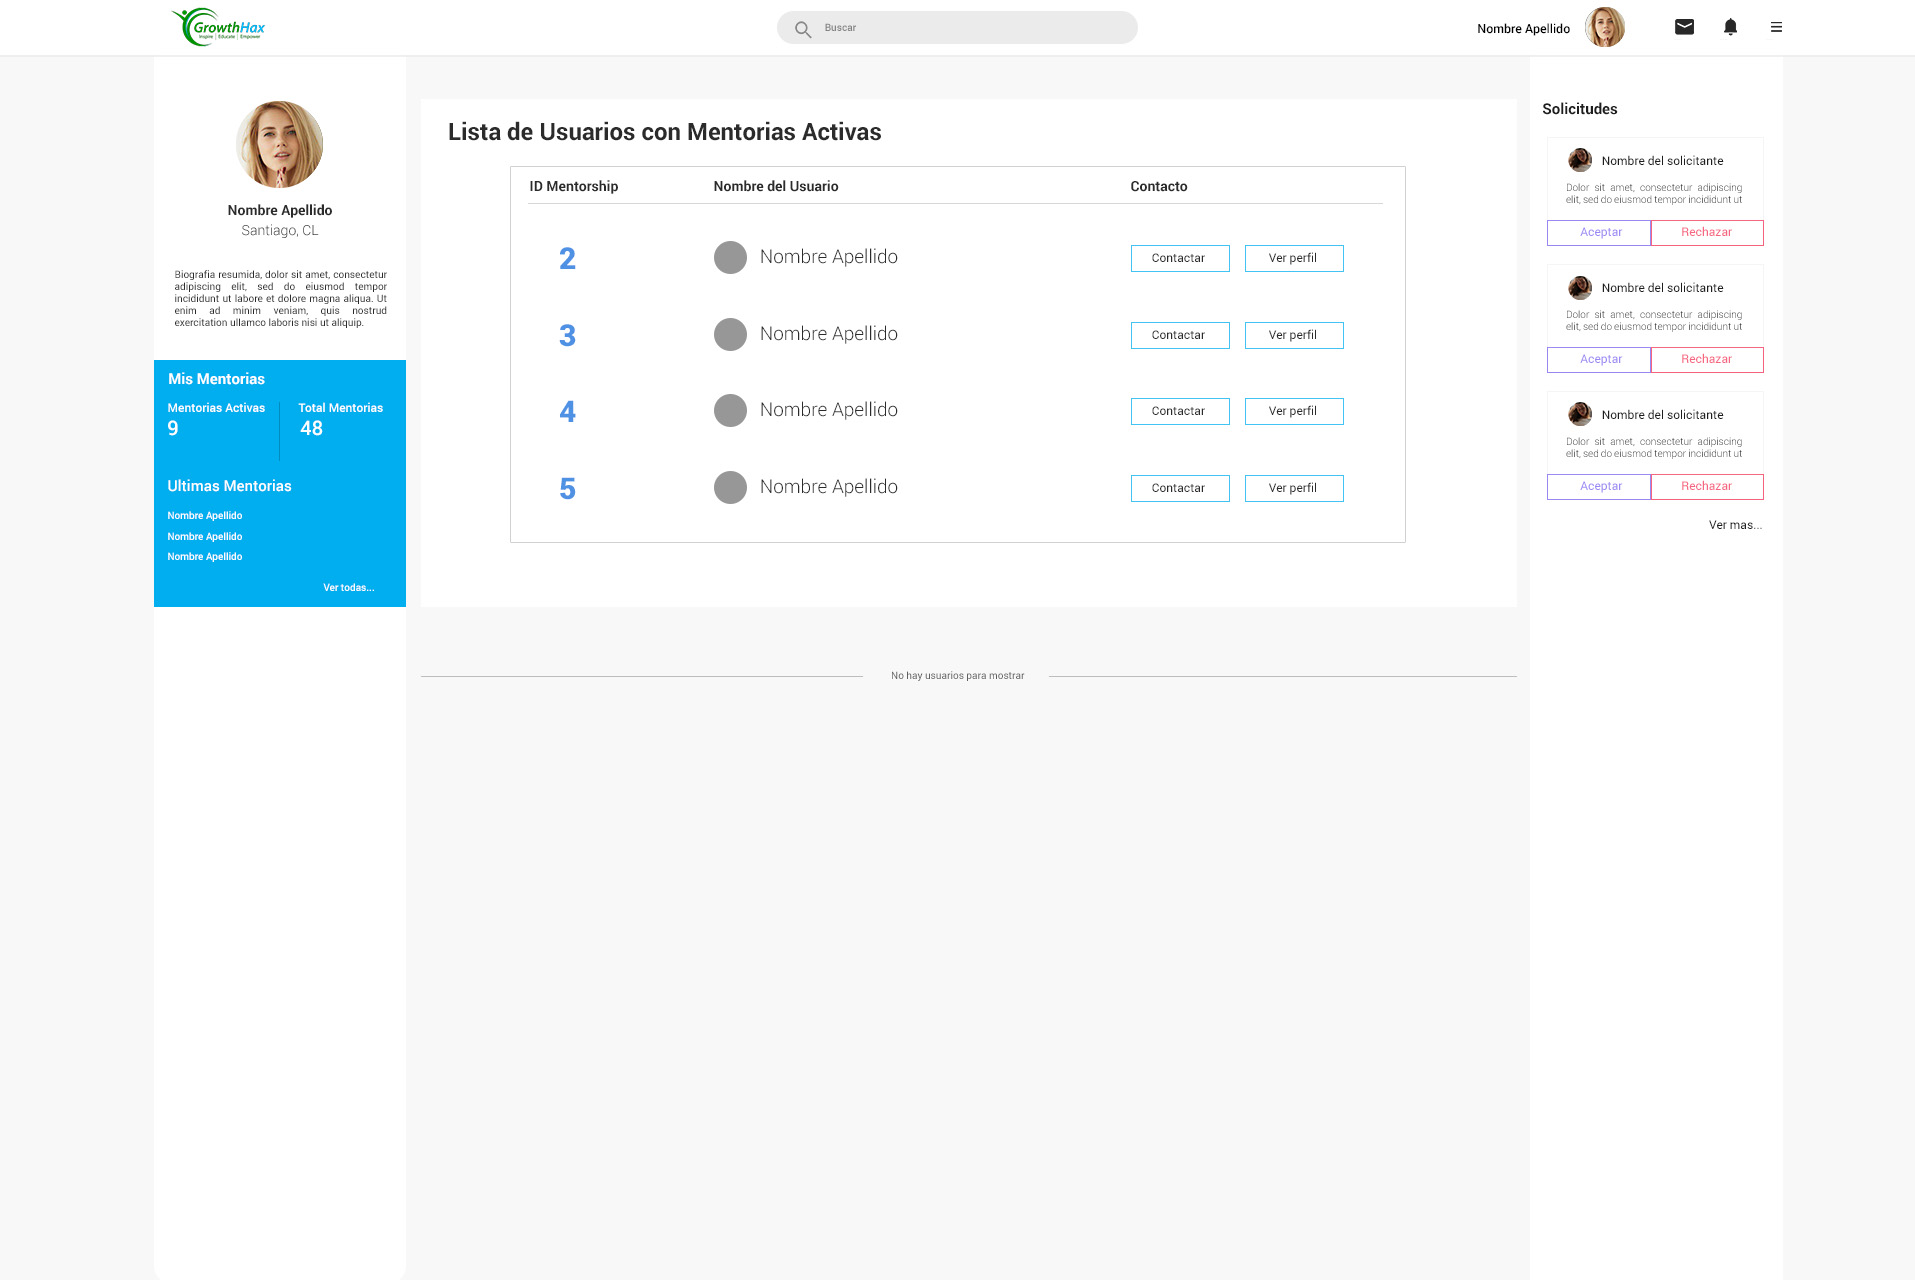 GrowthHax
Inspire | Educate | Empower
Buscar
Nombre Apellido
Nombre Apellido
Santiago, CL
Biografia resumida, dolor sit amet, consectetur
adipiscing elit, sed do eiusmod tempor
incididunt ut labore et dolore magna aliqua. Ut
enim ad minim veniam, quis nostrud
exercitation ullamco laboris nisi ut aliquip.
Mis Mentorias
Mentorias Activas
9
Total Mentorias
48
Ultimas Mentorias
Nombre Apellido
Nombre Apellido
Nombre Apellido
Ver todas...
Lista de Usuarios con Mentorias Activas
ID Mentorship Nombre del Usuario Contacto
2 Nombre Apellido Contactar Ver perfil
3 Nombre Apellido Contactar Ver perfil
4 Nombre Apellido Contactar Ver perfil
5 Nombre Apellido Contactar Ver perfil
No hay usuarios para mostrar
Solicitudes
Nombre del solicitante
Dolor sit amet, consectetur adipiscing
elit, sed do eiusmod tempor incididunt ut
Aceptar Rechazar
Nombre del solicitante
Dolor sit amet, consectetur adipiscing
elit, sed do eiusmod tempor incididunt ut
Aceptar Rechazar
Nombre del solicitante
Dolor sit amet, consectetur adipiscing
elit, sed do eiusmod tempor incididunt ut
Aceptar Rechazar
Ver mas...